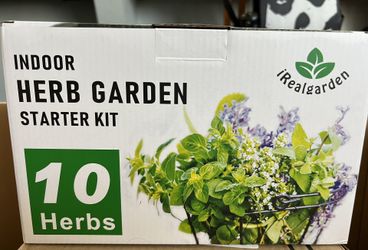 INDOOR
HERB GARDEN
STARTER KIT
iRealgarden
10
Herbs